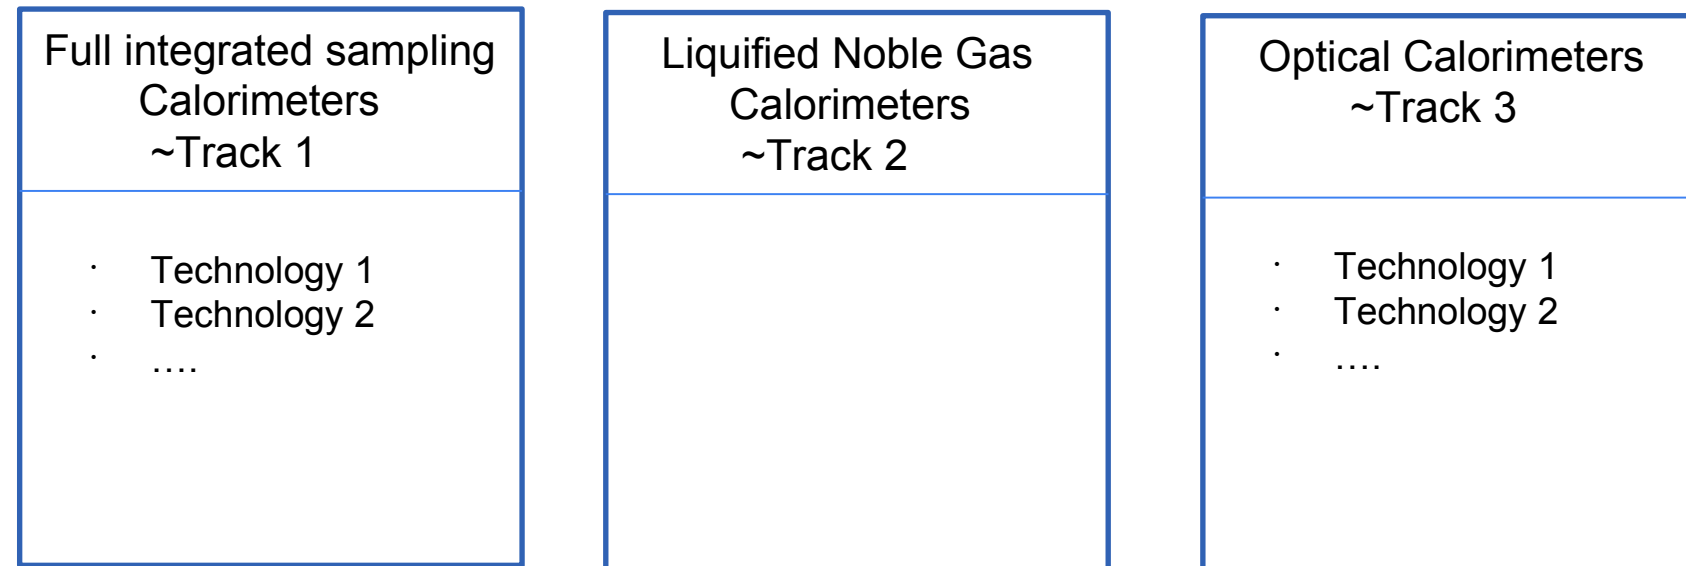 Full integrated sampling
Calorimeters
~Track 1
· Technology 1
· Technology 2
· ....
Liquified Noble Gas
Calorimeters
~Track 2
Optical Calorimeters
~Track 3
· Technology 1
· Technology 2
· ....